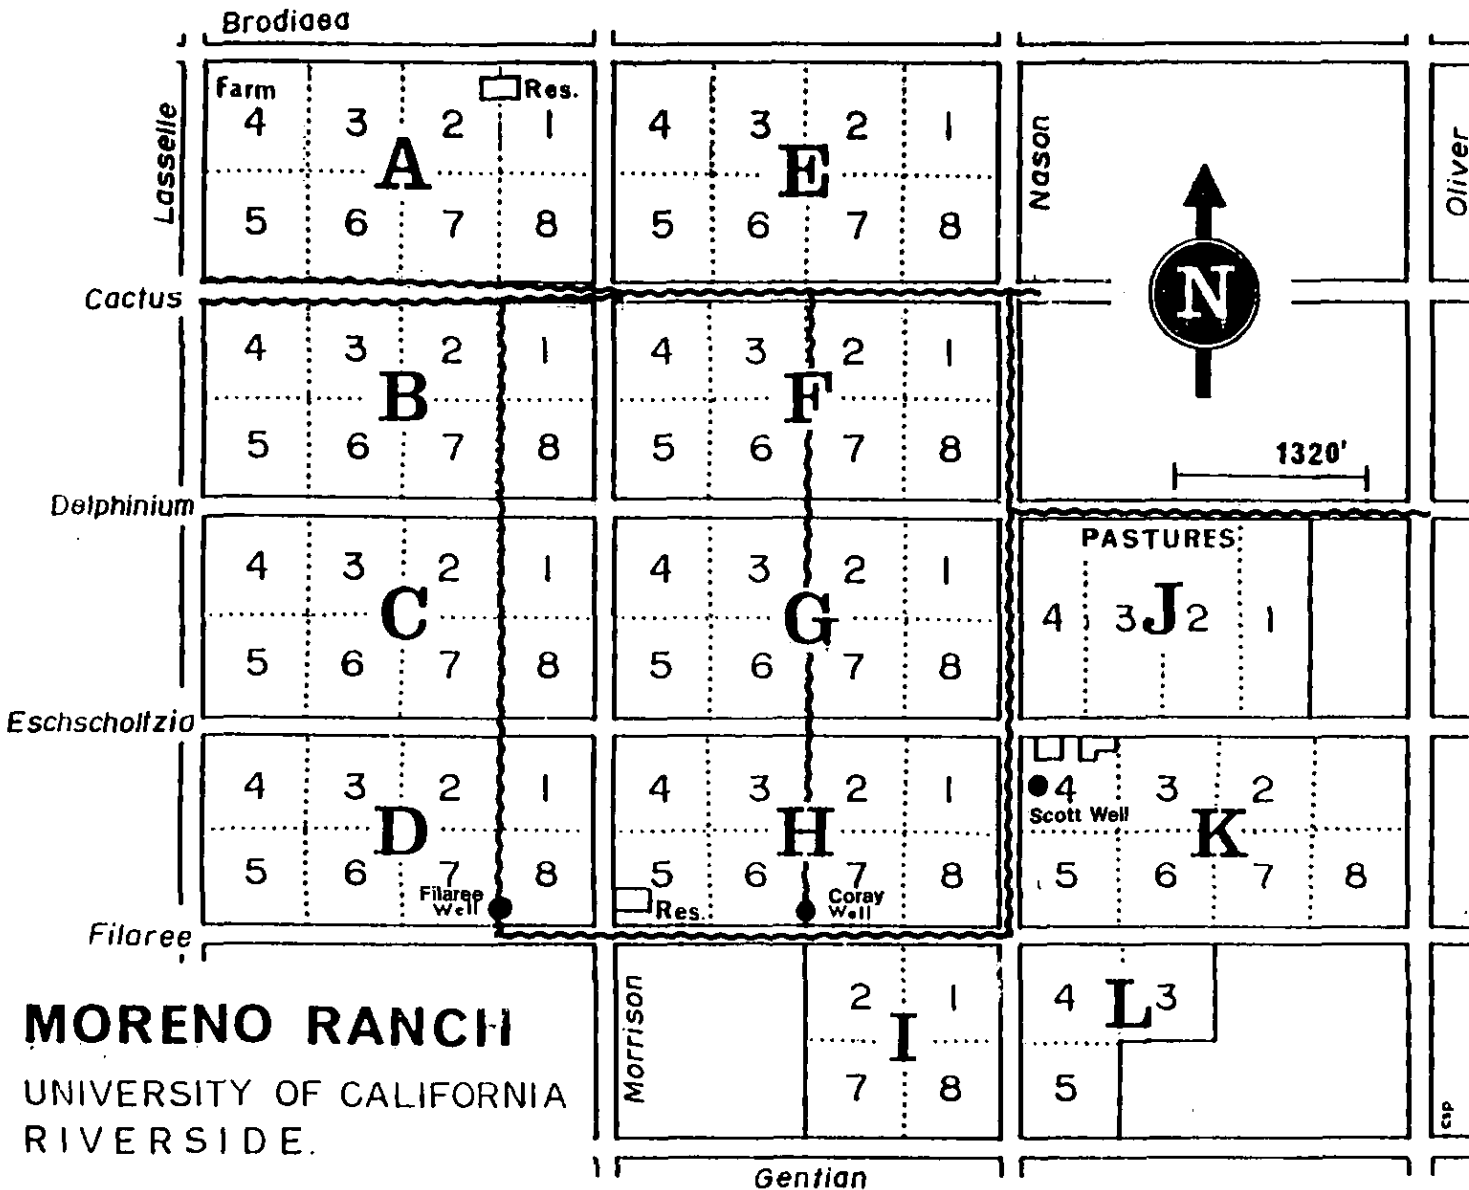 Brodiaea
Farm
Res.
4 3 2 1
A
5 6 7 8
4 3 2 1
E
5 6 7 8
Lasselle
Nason
Oliver
N
Cactus
4 3 2 1
B
5 6 7 8
4 3 2 1
F
5 6 7 8
1320'
Delphinium
4 3 2 1
C
5 6 7 8
4 3 2 1
G
5 6 7 8
PASTURES
4 3 J 2 1
Eschscholtzia
4 3 2 1
D
5 6 7 8
Filaree
Well
4 3 2 1
H
5 6 7 8
Res.
Coray
Well
4 3 2
Scott Well
K
5 6 7 8
Filaree
Morrison
2 1
I
7 8
4 L 3
5
MORENO RANCH
UNIVERSITY OF CALIFORNIA
RIVERSIDE.
Gentian
csp